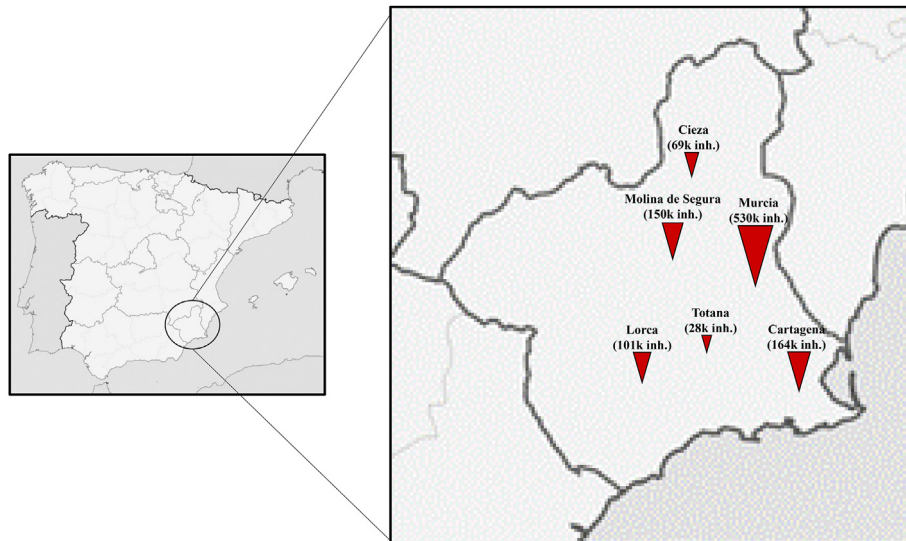 Cieza
(69k inh.)
Molina de Segura
(150k inh.)
Murcia
(530k inh.)
Totana
(28k inh.)
Lorca
(101k inh.)
Cartagena
(164k inh.)